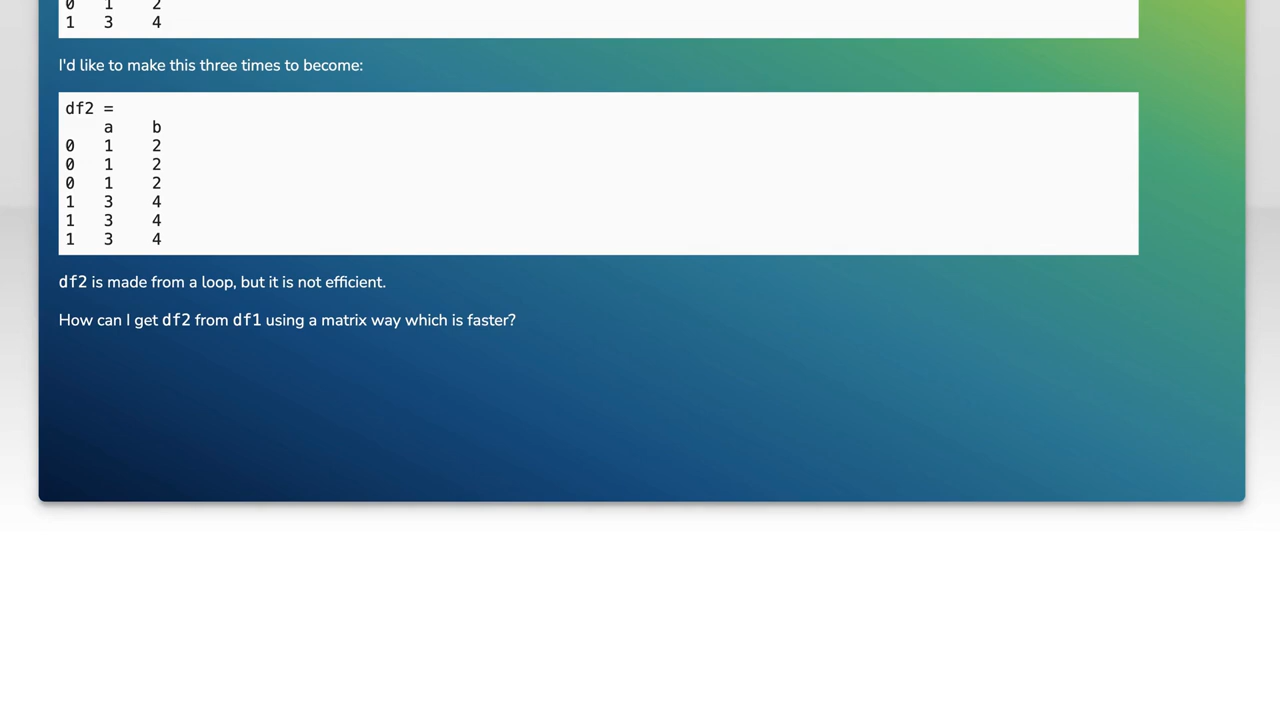 0   1    2
1   3    4
I'd like to make this three times to become:
df2 =
    a    b
0   1    2
0   1    2
0   1    2
1   3    4
1   3    4
1   3    4
df2 is made from a loop, but it is not efficient.
How can I get df2 from df1 using a matrix way which is faster?